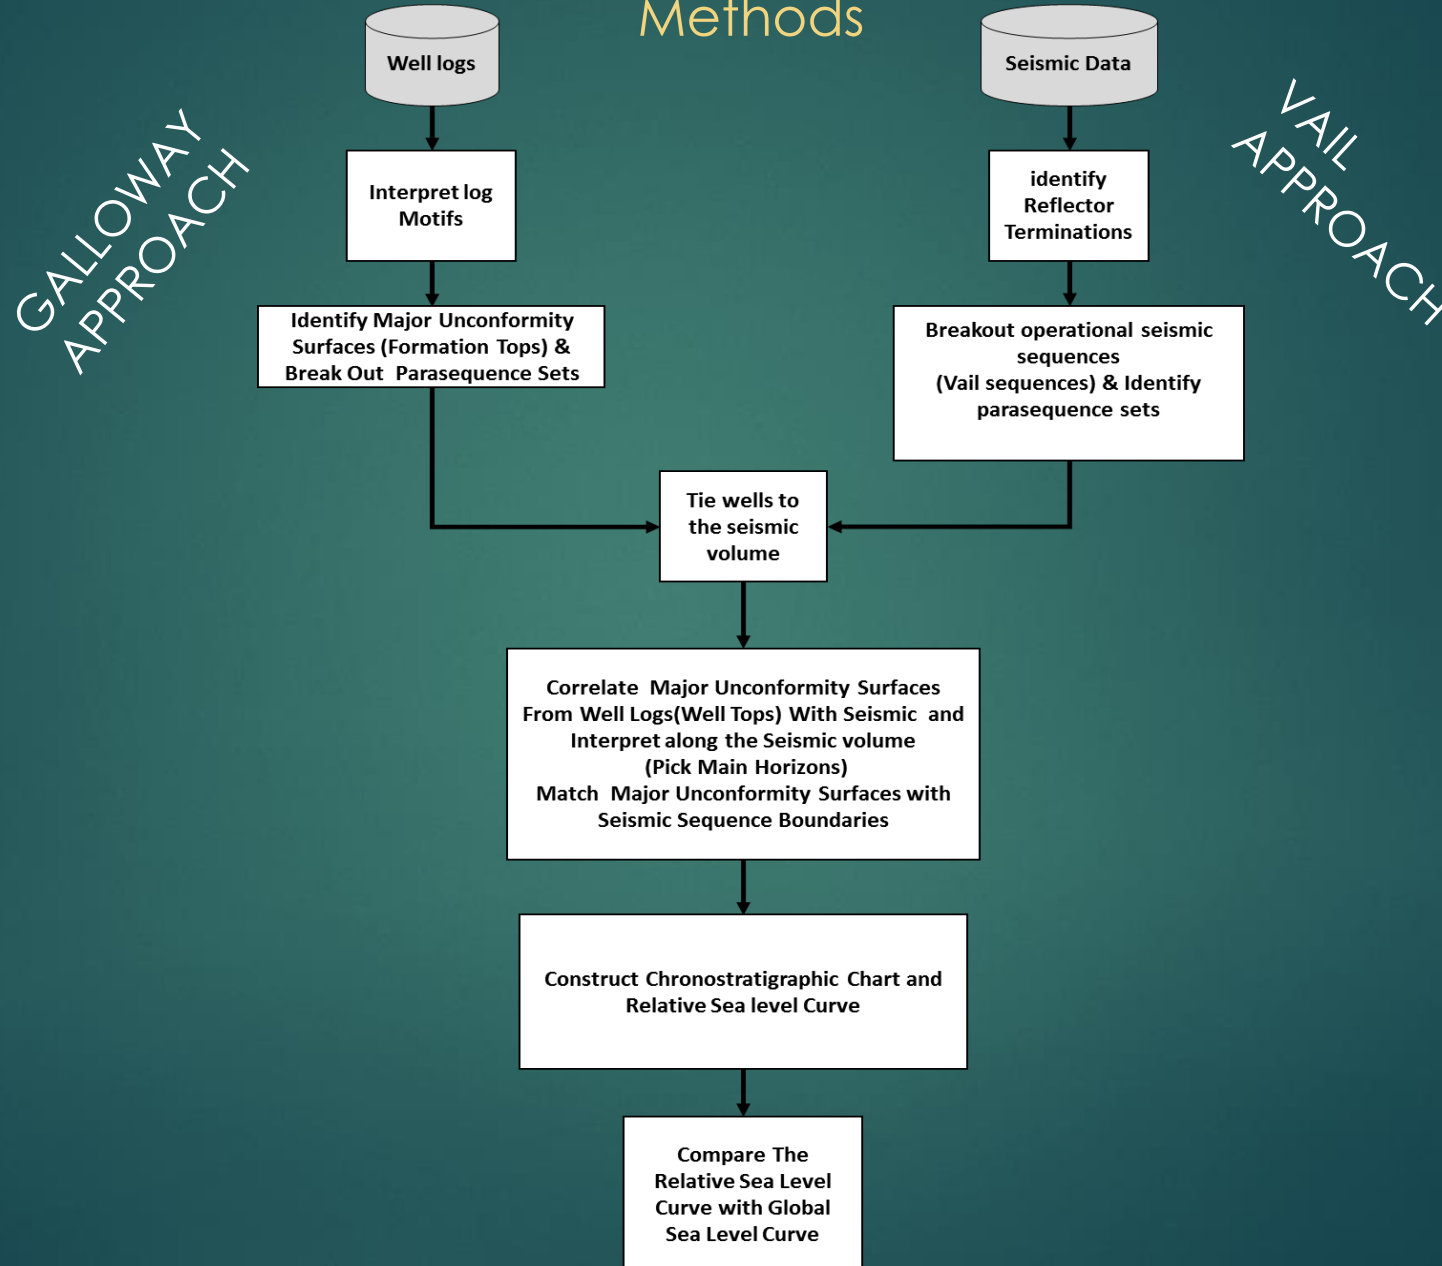 Methods
Well logs
Seismic Data
GALLOWAY
APPROACH
VAIL
APPROACH
Interpret log
Motifs
identify
Reflector
Terminations
Identify Major Unconformity
Surfaces (Formation Tops) &
Break Out Parasequence Sets
Breakout operational seismic
sequences
(Vail sequences) & Identify
parasequence sets
Tie wells to
the seismic
volume
Correlate Major Unconformity Surfaces
From Well Logs(Well Tops) With Seismic and
Interpret along the Seismic volume
(Pick Main Horizons)
Match Major Unconformity Surfaces with
Seismic Sequence Boundaries
Construct Chronostratigraphic Chart and
Relative Sea level Curve
Compare The
Relative Sea Level
Curve with Global
Sea Level Curve